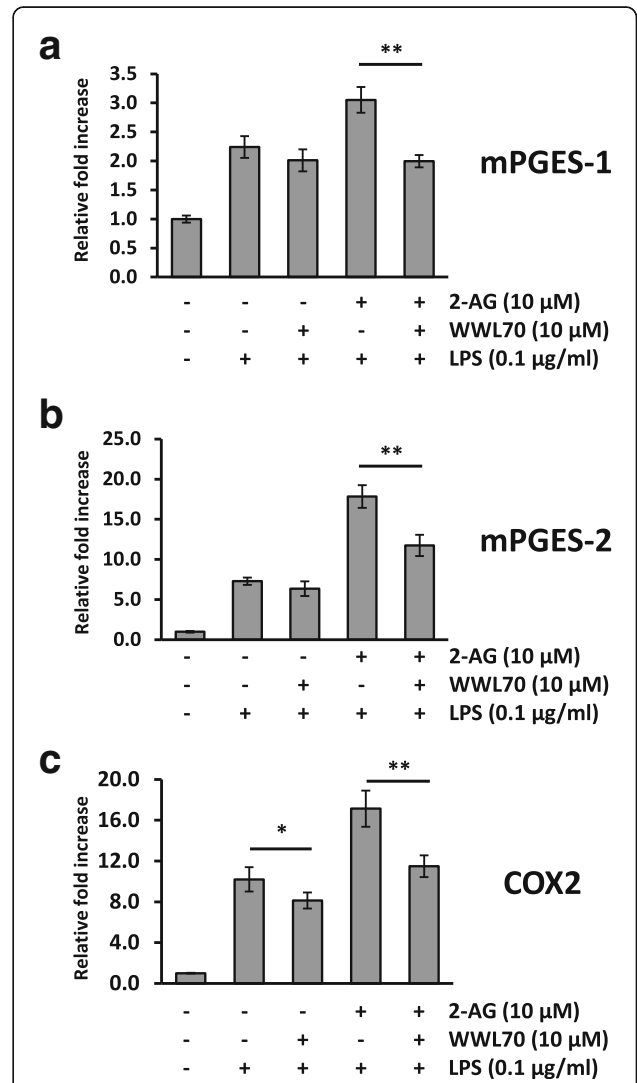 a
**
3.5
3.0
2.5
2.0
1.5
1.0
0.5
0.0
Relative fold increase
mPGES-1
- - - + + 2-AG (10 µM)
- - + - + WWL70 (10 µM)
- + + + + LPS (0.1 µg/ml)
b
**
25.0
20.0
15.0
10.0
5.0
0.0
Relative fold increase
mPGES-2
- - - + + 2-AG (10 µM)
- - + - + WWL70 (10 µM)
- + + + + LPS (0.1 µg/ml)
c
**
*
20.0
16.0
12.0
8.0
4.0
0.0
Relative fold increase
COX2
- - - + + 2-AG (10 µM)
- - + - + WWL70 (10 µM)
- + + + + LPS (0.1 µg/ml)